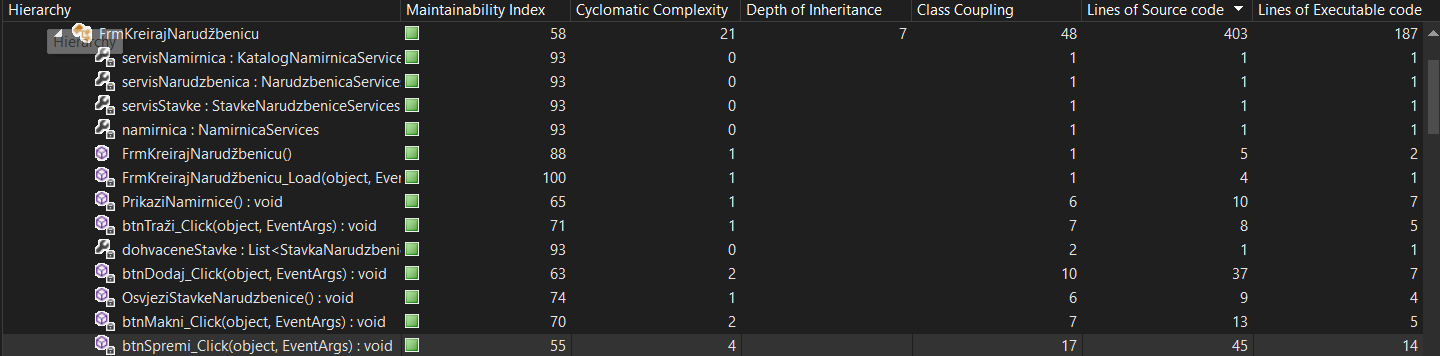 Hierarchy Maintainability Index Cyclomatic Complexity Depth of Inheritance Class Coupling Lines of Source code Lines of Executable code
FrmKreirajNarudžbenicu 58 21 7 48 403 187
Hierarchy
servisNamirnica : KatalogNamirnicaService 93 0 1 1 1
servisNarudzbenica : NarudzbenicaServices 93 0 1 1 1
servisStavke : StavkeNarudzbeniceServices 93 0 1 1 1
namirnica : NamirnicaServices 93 0 1 1 1
FrmKreirajNarudžbenicu() 88 1 1 5 2
FrmKreirajNarudžbenicu_Load(object, Ever 100 1 1 4 1
PrikaziNamirnice() : void 65 1 6 10 7
btnTraži_Click(object, EventArgs) : void 71 1 7 8 5
dohvaceneStavke : List<StavkaNarudzbeni 93 0 2 1 1
btnDodaj_Click(object, EventArgs) : void 63 2 10 37 7
OsvjeziStavkeNarudzbenice() : void 74 1 6 9 4
btnMakni_Click(object, EventArgs) : void 70 2 7 13 5
btnSpremi_Click(object, EventArgs) : void 55 4 17 45 14